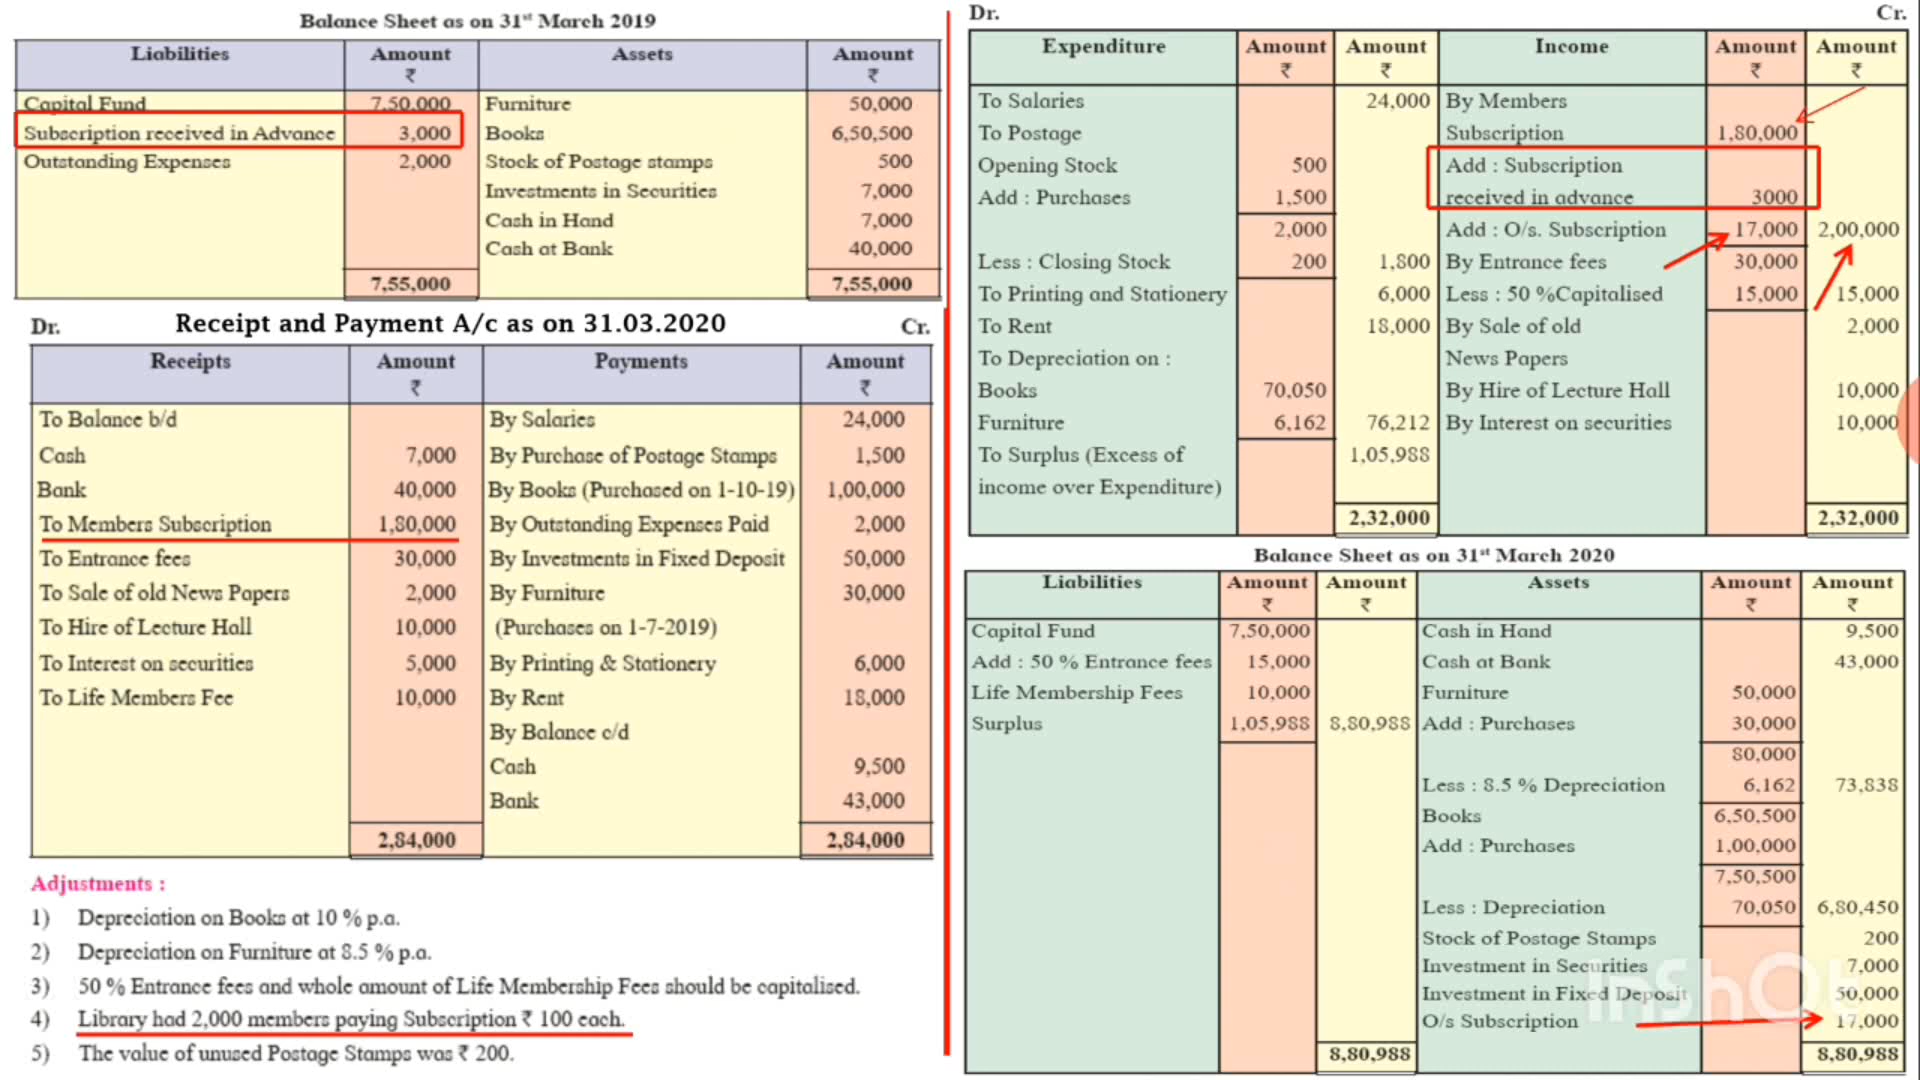 Balance Sheet as on 31st March 2019
Liabilities Amount ₹ Assets Amount ₹
Capital Fund 7,50,000 Furniture 50,000
Subscription received in Advance 3,000 Books 6,50,500
Outstanding Expenses 2,000 Stock of Postage stamps 500
Investments in Securities 7,000
Cash in Hand 7,000
Cash at Bank 40,000
7,55,000 7,55,000
Dr. Receipt and Payment A/c as on 31.03.2020 Cr.
Receipts Amount ₹ Payments Amount ₹
To Balance b/d By Salaries 24,000
Cash 7,000 By Purchase of Postage Stamps 1,500
Bank 40,000 By Books (Purchased on 1-10-19) 1,00,000
To Members Subscription 1,80,000 By Outstanding Expenses Paid 2,000
To Entrance fees 30,000 By Investments in Fixed Deposit 50,000
To Sale of old News Papers 2,000 By Furniture 30,000
To Hire of Lecture Hall 10,000 (Purchases on 1-7-2019)
To Interest on securities 5,000 By Printing & Stationery 6,000
To Life Members Fee 10,000 By Rent 18,000
By Balance c/d
Cash 9,500
Bank 43,000
2,84,000 2,84,000
Adjustments :
1) Depreciation on Books at 10 % p.a.
2) Depreciation on Furniture at 8.5 % p.a.
3) 50 % Entrance fees and whole amount of Life Membership Fees should be capitalised.
4) Library had 2,000 members paying Subscription ₹ 100 each.
5) The value of unused Postage Stamps was ₹ 200.
Dr. Cr.
Expenditure Amount ₹ Amount ₹ Income Amount ₹ Amount ₹
To Salaries 24,000 By Members
To Postage Subscription 1,80,000
Opening Stock 500 Add : Subscription
Add : Purchases 1,500 received in advance 3000
2,000 Add : O/s. Subscription 17,000 2,00,000
Less : Closing Stock 200 1,800 By Entrance fees 30,000
To Printing and Stationery 6,000 Less : 50 %Capitalised 15,000 15,000
To Rent 18,000 By Sale of old 2,000
To Depreciation on : News Papers
Books 70,050 By Hire of Lecture Hall 10,000
Furniture 6,162 76,212 By Interest on securities 10,000
To Surplus (Excess of 1,05,988
income over Expenditure)
2,32,000 2,32,000
Balance Sheet as on 31st March 2020
Liabilities Amount ₹ Amount ₹ Assets Amount ₹ Amount ₹
Capital Fund 7,50,000 Cash in Hand 9,500
Add : 50 % Entrance fees 15,000 Cash at Bank 43,000
Life Membership Fees 10,000 Furniture 50,000
Surplus 1,05,988 8,80,988 Add : Purchases 30,000
80,000
Less : 8.5 % Depreciation 6,162 73,838
Books 6,50,500
Add : Purchases 1,00,000
7,50,500
Less : Depreciation 70,050 6,80,450
Stock of Postage Stamps 200
Investment in Securities 7,000
Investment in Fixed Deposit 50,000
O/s Subscription 17,000
8,80,988 8,80,988
InShOt